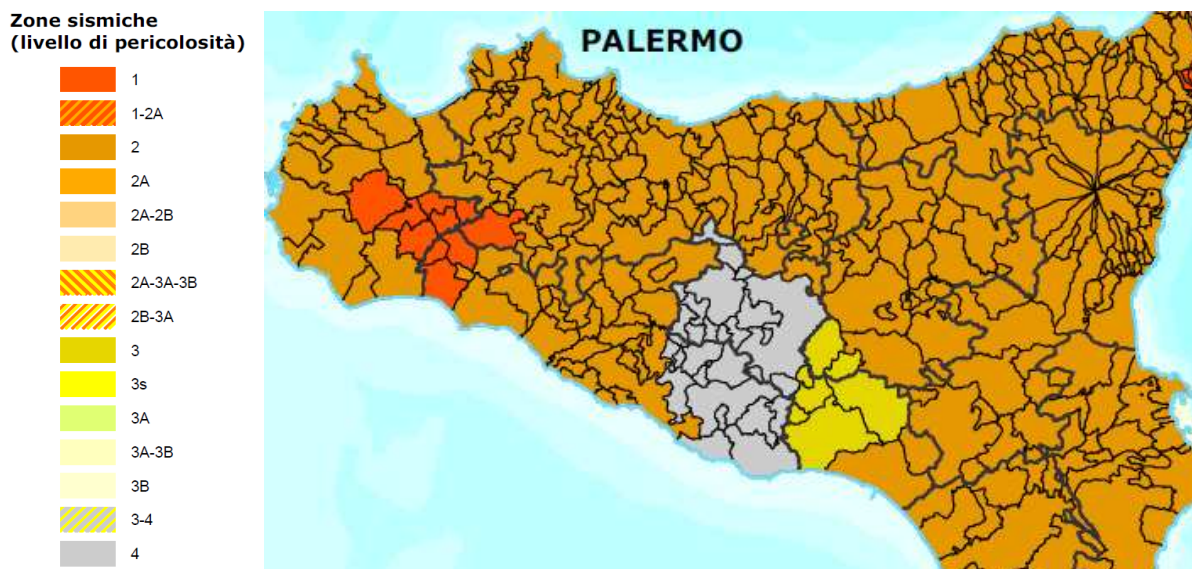 Zone sismiche
(livello di pericolosità)
1
1-2A
2
2A
2A-2B
2B
2A-3A-3B
2B-3A
3
3s
3A
3A-3B
3B
3-4
4
PALERMO